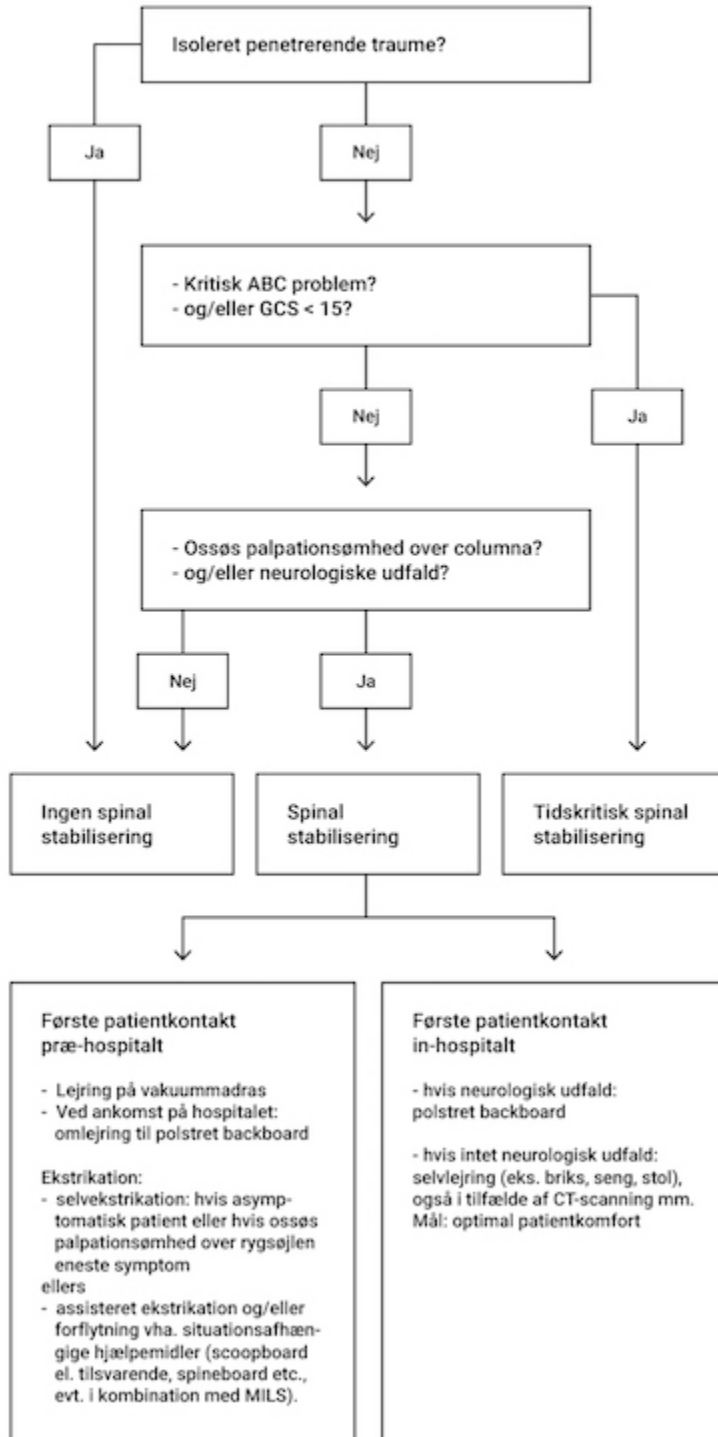 Isoleret penetrerende traume?
Ja
Nej
- Kritisk ABC problem?
- og/eller GCS < 15?
Nej
Ja
- Ossøs palpationsømhed over columna?
- og/eller neurologiske udfald?
Nej
Ja
Ingen spinal
stabilisering
Spinal
stabilisering
Tidskritisk spinal
stabilisering
Første patientkontakt
præ-hospitalt
- Lejring på vakuummadras
- Ved ankomst på hospitalet:
omlejring til polstret backboard
Ekstrikation:
- selvekstrikation: hvis asymp-
tomatisk patient eller hvis ossøs
palpationsømhed over rygsøjlen
eneste symptom
ellers
- assisteret ekstrikation og/eller
forflytning vha. situationsafhæn-
gige hjælpemidler (scoopboard
el. tilsvarende, spineboard etc.,
evt. i kombination med MILS).
Første patientkontakt
in-hospitalt
- hvis neurologisk udfald:
polstret backboard
- hvis intet neurologisk udfald:
selvlejring (eks. briks, seng, stol),
også i tilfælde af CT-scanning mm.
Mål: optimal patientkomfort